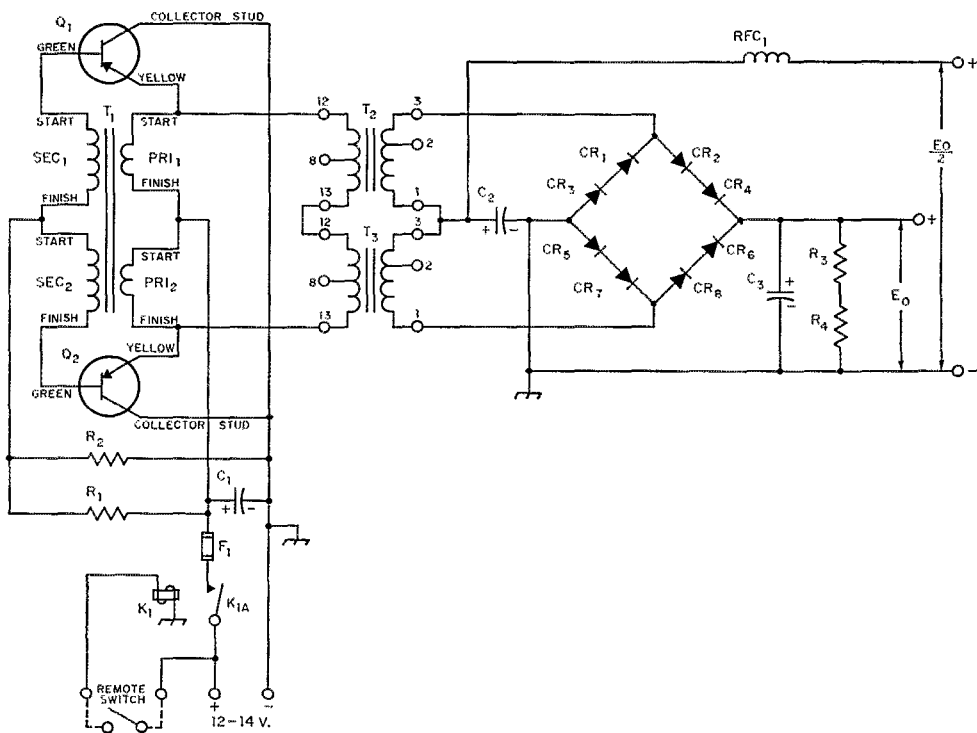 COLLECTOR STUD
Q1
GREEN
YELLOW
RFC1
+
START
T1
START
12
T2
3
SEC1
PRI1
8
2
CR1
CR2
E0/2
FINISH
FINISH
13
1
CR3
CR4
C2
12
T3
3
+ -
+
START
START
CR5
CR6
SEC2
PRI2
8
2
CR7
CR8
C3
+
-
R3
E0
R4
FINISH
FINISH
13
1
Q2
YELLOW
GREEN
-
COLLECTOR STUD
R2
C1
R1
+ -
F1
K1
K1A
REMOTE
SWITCH
+ -
12-14 V.